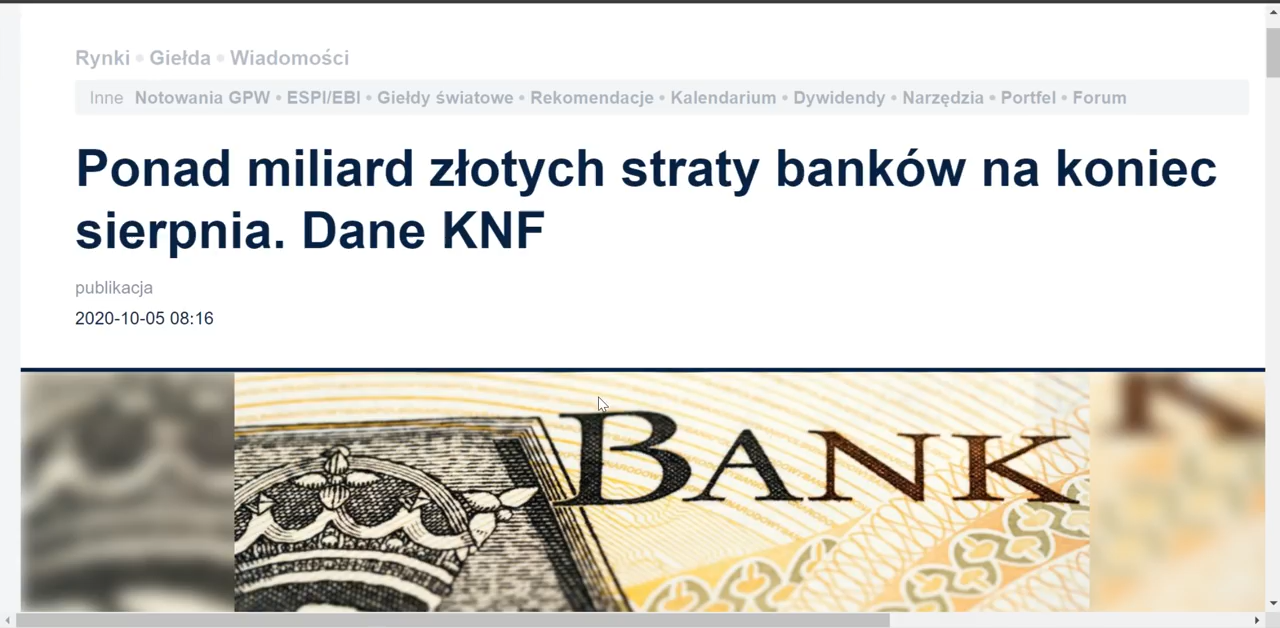 Rynki • Giełda • Wiadomości
Inne Notowania GPW • ESPI/EBI • Giełdy światowe • Rekomendacje • Kalendarium • Dywidendy • Narzędzia • Portfel • Forum
Ponad miliard złotych straty banków na koniec
sierpnia. Dane KNF
publikacja
2020-10-05 08:16
BANK